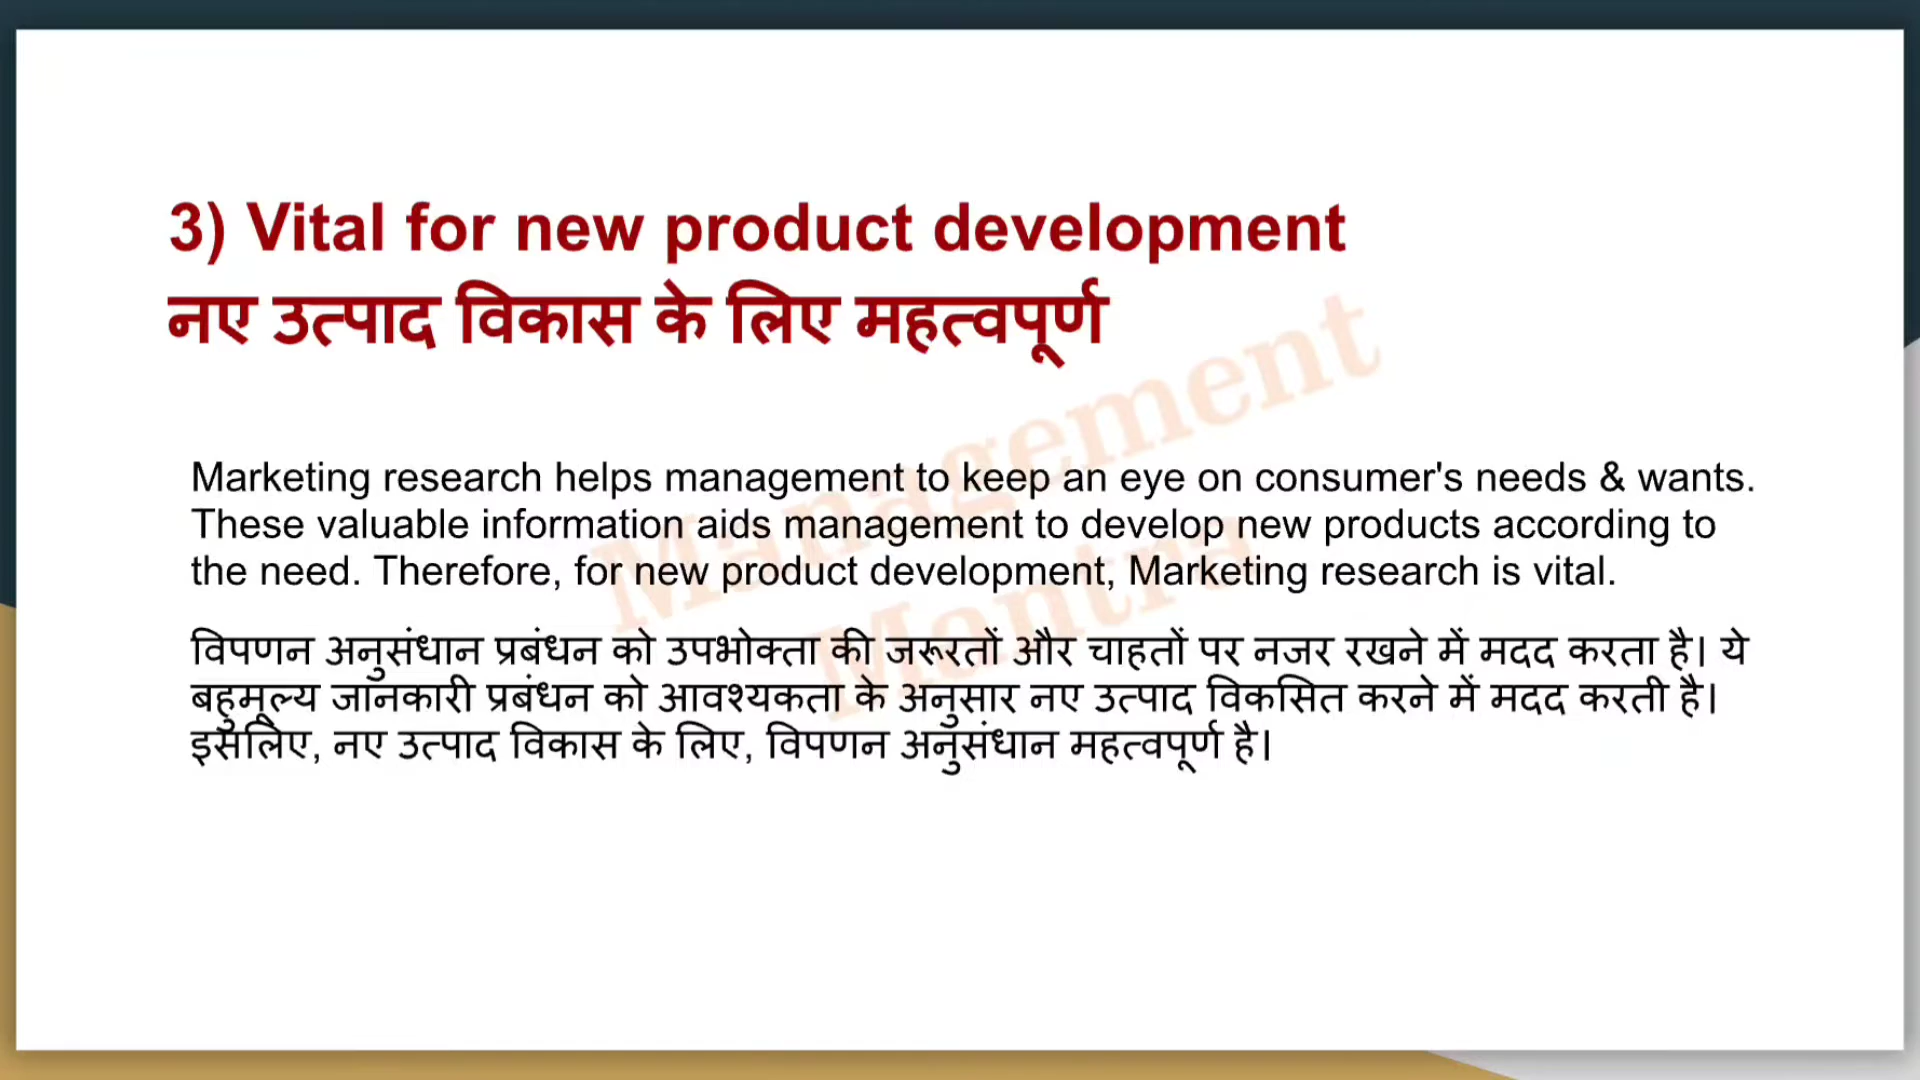 3) Vital for new product development
नए उत्पाद विकास के लिए महत्वपूर्ण
Marketing research helps management to keep an eye on consumer's needs & wants.
These valuable information aids management to develop new products according to
the need. Therefore, for new product development, Marketing research is vital.
विपणन अनुसंधान प्रबंधन को उपभोक्ता की जरूरतों और चाहतों पर नजर रखने में मदद करता है। ये
बहुमूल्य जानकारी प्रबंधन को आवश्यकता के अनुसार नए उत्पाद विकसित करने में मदद करती है।
इसलिए, नए उत्पाद विकास के लिए, विपणन अनुसंधान महत्वपूर्ण है।
Management
Mantra